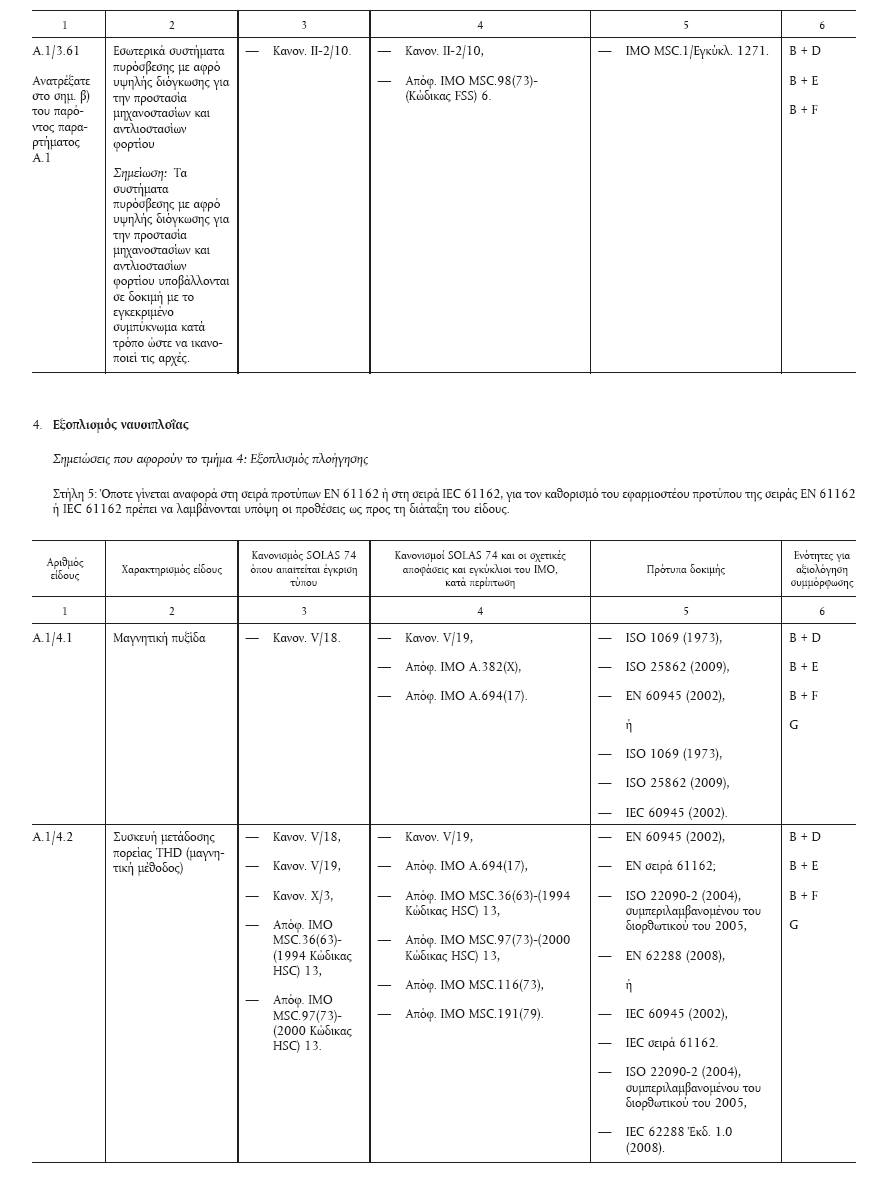 1 2 3 4 5 6
A.1/3.61
Ανατρέξατε
στο σημ. β)
του παρό-
ντος παρα-
ρτήματος
A.1
Εσωτερικά συστήματα
πυρόσβεσης με αφρό
υψηλής διόγκωσης για
την προστασία
μηχανοστασίων και
αντλιοστασίων
φορτίου
Σημείωση: Τα
συστήματα
πυρόσβεσης με αφρό
υψηλής διόγκωσης για
την προστασία
μηχανοστασίων και
αντλιοστασίων
φορτίου υποβάλλονται
σε δοκιμή με το
εγκεκριμένο
συμπύκνωμα κατά
τρόπο ώστε να ικανο-
ποιεί τις αρχές.
— Κανον. II-2/10.
— Κανον. II-2/10,
— Απόφ. IMO MSC.98(73)-
(Κώδικας FSS) 6.
— IMO MSC.1/Εγκύκλ. 1271.
B + D
B + E
B + F
4. Εξοπλισμός ναυσιπλοΐας
Σημειώσεις που αφορούν το τμήμα 4: Εξοπλισμός πλοήγησης
Στήλη 5: Όποτε γίνεται αναφορά στη σειρά προτύπων EN 61162 ή στη σειρά IEC 61162, για τον καθορισμό του εφαρμοστέου προτύπου της σειράς EN 61162
ή IEC 61162 πρέπει να λαμβάνονται υπόψη οι προθέσεις ως προς τη διάταξη του είδους.
Αριθμός
είδους
Χαρακτηρισμός είδους
Κανονισμός SOLAS 74
όπου απαιτείται έγκριση
τύπου
Κανονισμοί SOLAS 74 και οι σχετικές
αποφάσεις και εγκύκλιοι του IMO,
κατά περίπτωση
Πρότυπα δοκιμής
Ενότητες για
αξιολόγηση
συμμόρφωσης
1 2 3 4 5 6
A.1/4.1
Μαγνητική πυξίδα
— Κανον. V/18.
— Κανον. V/19,
— Απόφ. IMO A.382(X),
— Απόφ. IMO A.694(17).
— ISO 1069 (1973),
— ISO 25862 (2009),
— EN 60945 (2002),
ή
— ISO 1069 (1973),
— ISO 25862 (2009),
— IEC 60945 (2002).
B + D
B + E
B + F
G
A.1/4.2
Συσκευή μετάδοσης
πορείας THD (μαγνη-
τική μέθοδος)
— Κανον. V/18,
— Κανον. V/19,
— Κανον. X/3,
— Απόφ. IMO
MSC.36(63)-
(1994 Κώδικας
HSC) 13,
— Απόφ. IMO
MSC.97(73)-
(2000 Κώδικας
HSC) 13.
— Κανον. V/19,
— Απόφ. IMO A.694(17),
— Απόφ. IMO MSC.36(63)-(1994
Κώδικας HSC) 13,
— Απόφ. IMO MSC.97(73)-(2000
Κώδικας HSC) 13,
— Απόφ. IMO MSC.116(73),
— Απόφ. IMO MSC.191(79).
— EN 60945 (2002),
— EN σειρά 61162;
— ISO 22090-2 (2004),
συμπεριλαμβανομένου του
διορθωτικού του 2005,
— EN 62288 (2008),
ή
— IEC 60945 (2002),
— IEC σειρά 61162.
— ISO 22090-2 (2004),
συμπεριλαμβανομένου του
διορθωτικού του 2005,
— IEC 62288 Έκδ. 1.0
(2008).
B + D
B + E
B + F
G